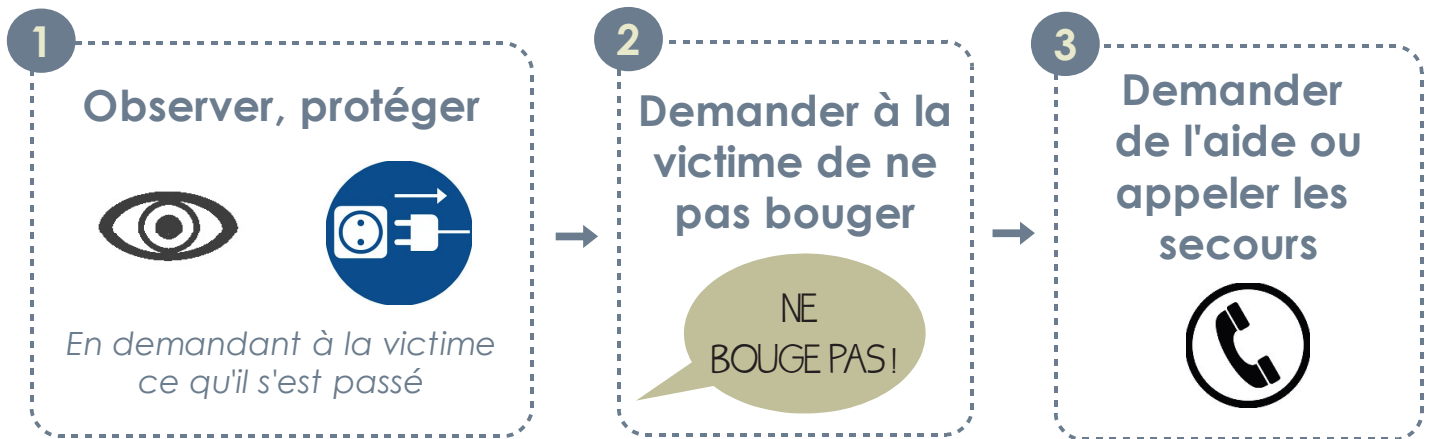 1
Observer, protéger
En demandant à la victime
ce qu'il s'est passé
2
Demander à la
victime de ne
pas bouger
NE
BOUGE PAS !
3
Demander
de l'aide ou
appeler les
secours